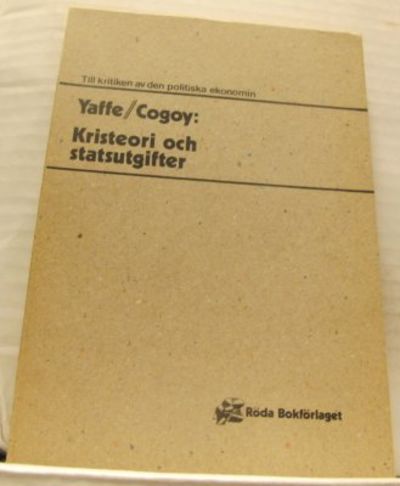 Till kritiken av den politiska ekonomin
Yaffe/Cogoy:
Kristeori och
statsutgifter
Röda Bokförlaget